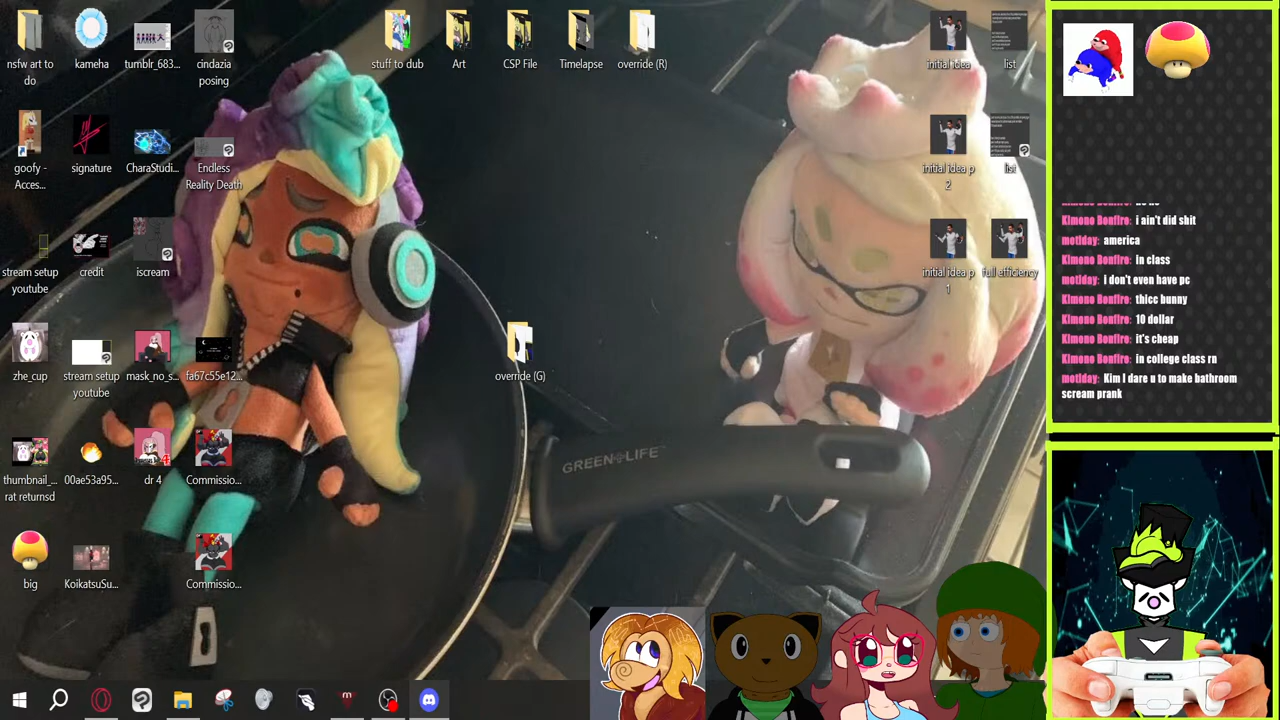 nsfw art to
do
kameha
tumblr_683...
cindazia
posing
stuff to dub
Art
CSP File
Timelapse
override (R)
initial idea
list
goofy -
Acces...
signature
CharaStudi...
Endless
Reality Death
initial idea p
2
list
stream setup
youtube
credit
iscream
initial idea p
1
full efficiency
zhe_cup
stream setup
youtube
mask_no_s...
fa67c55e12...
override (G)
thumbnail_...
rat returnsd
00ae53a95...
dr 4
Commissio...
big
KoikatsuSu...
Commissio...
GREEN LIFE
Kimono Bonfire: i ain't did shit
motiday: america
Kimono Bonfire: in class
motiday: i don't even have pc
Kimono Bonfire: thicc bunny
Kimono Bonfire: 10 dollar
Kimono Bonfire: it's cheap
Kimono Bonfire: in college class rn
motiday: Kim I dare u to make bathroom
scream prank